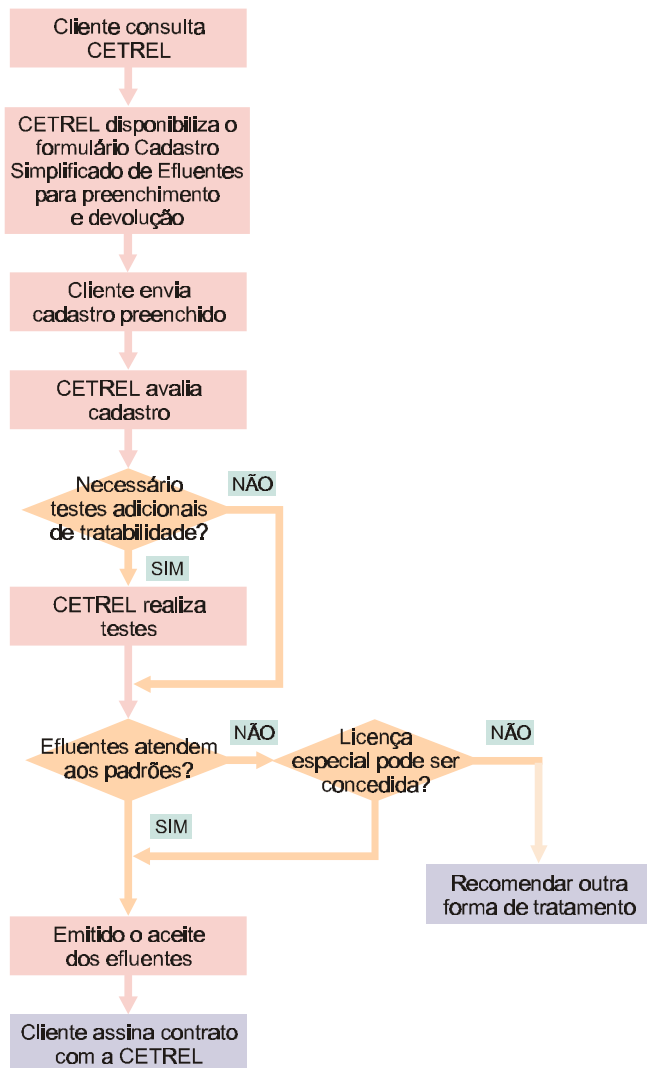 Cliente consulta
CETREL
CETREL disponibiliza o
formulário Cadastro
Simplificado de Efluentes
para preenchimento
e devolução
Cliente envia
cadastro preenchido
CETREL avalia
cadastro
Necessário
testes adicionais
de tratabilidade?
NÃO
SIM
CETREL realiza
testes
Efluentes atendem
aos padrões?
NÃO
Licença
especial pode ser
concedida?
NÃO
SIM
Recomendar outra
forma de tratamento
Emitido o aceite
dos efluentes
Cliente assina contrato
com a CETREL